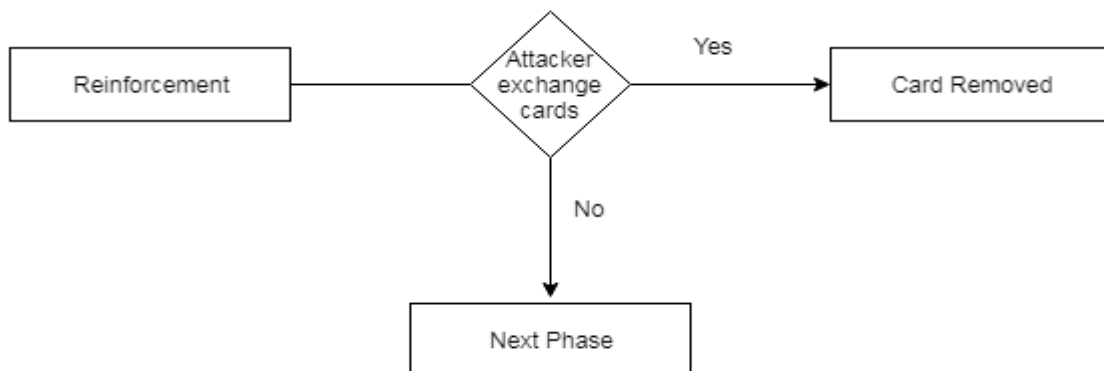 Reinforcement
Attacker
exchange
cards
Yes
Card Removed
No
Next Phase